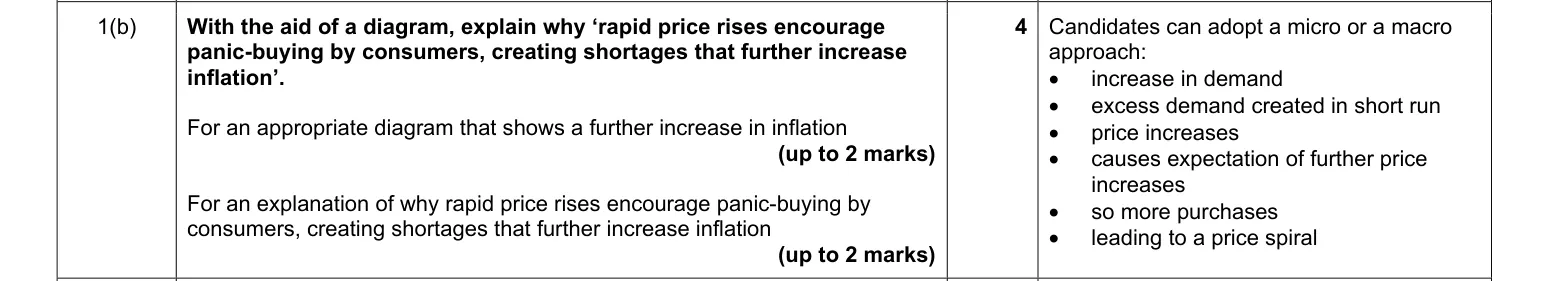 1(b)
With the aid of a diagram, explain why ‘rapid price rises encourage
panic-buying by consumers, creating shortages that further increase
inflation’.
For an appropriate diagram that shows a further increase in inflation
(up to 2 marks)
For an explanation of why rapid price rises encourage panic-buying by
consumers, creating shortages that further increase inflation
(up to 2 marks)
4
Candidates can adopt a micro or a macro
approach:
• increase in demand
• excess demand created in short run
• price increases
• causes expectation of further price
increases
• so more purchases
• leading to a price spiral